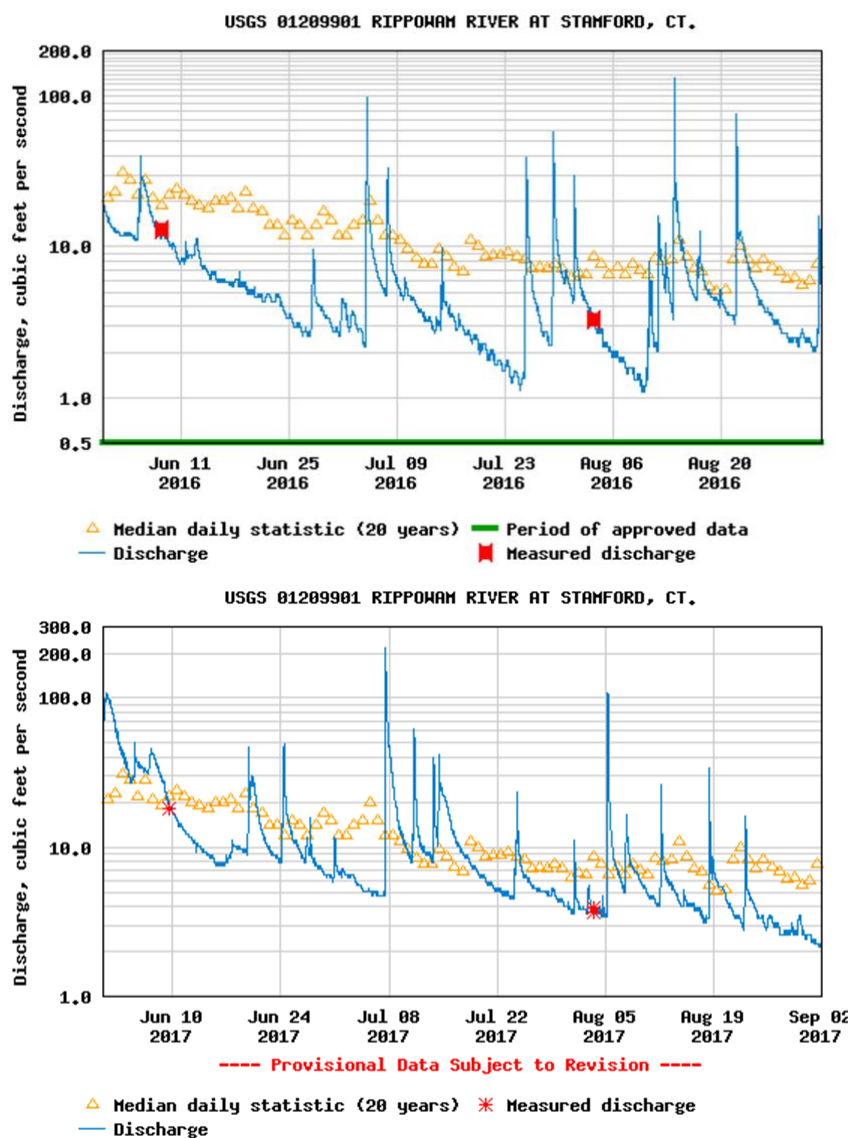 USGS 01209901 RIPPOWAM RIVER AT STAMFORD, CT.
Discharge, cubic feet per second
200.0
100.0
10.0
1.0
0.5
Jun 11 Jun 25 Jul 09 Jul 23 Aug 06 Aug 20
2016 2016 2016 2016 2016 2016
Median daily statistic (20 years) Period of approved data
Discharge Measured discharge
USGS 01209901 RIPPOWAM RIVER AT STAMFORD, CT.
Discharge, cubic feet per second
300.0
200.0
100.0
10.0
1.0
Jun 10 Jun 24 Jul 08 Jul 22 Aug 05 Aug 19 Sep 02
2017 2017 2017 2017 2017 2017 2017
---- Provisional Data Subject to Revision ----
Median daily statistic (20 years) Measured discharge
Discharge